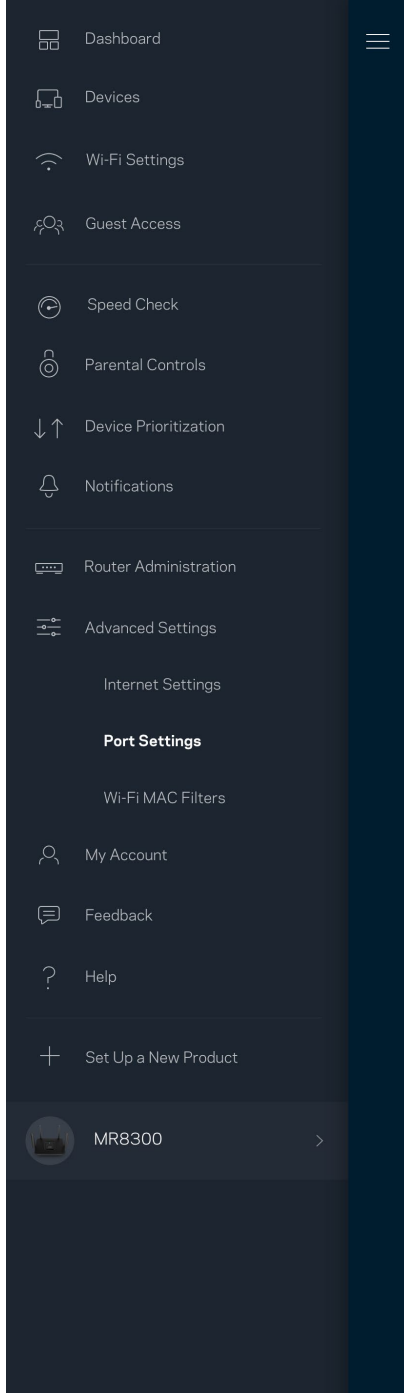 Dashboard
Devices
Wi-Fi Settings
Guest Access
Speed Check
Parental Controls
Device Prioritization
Notifications
Router Administration
Advanced Settings
Internet Settings
Port Settings
Wi-Fi MAC Filters
My Account
Feedback
Help
Set Up a New Product
MR8300